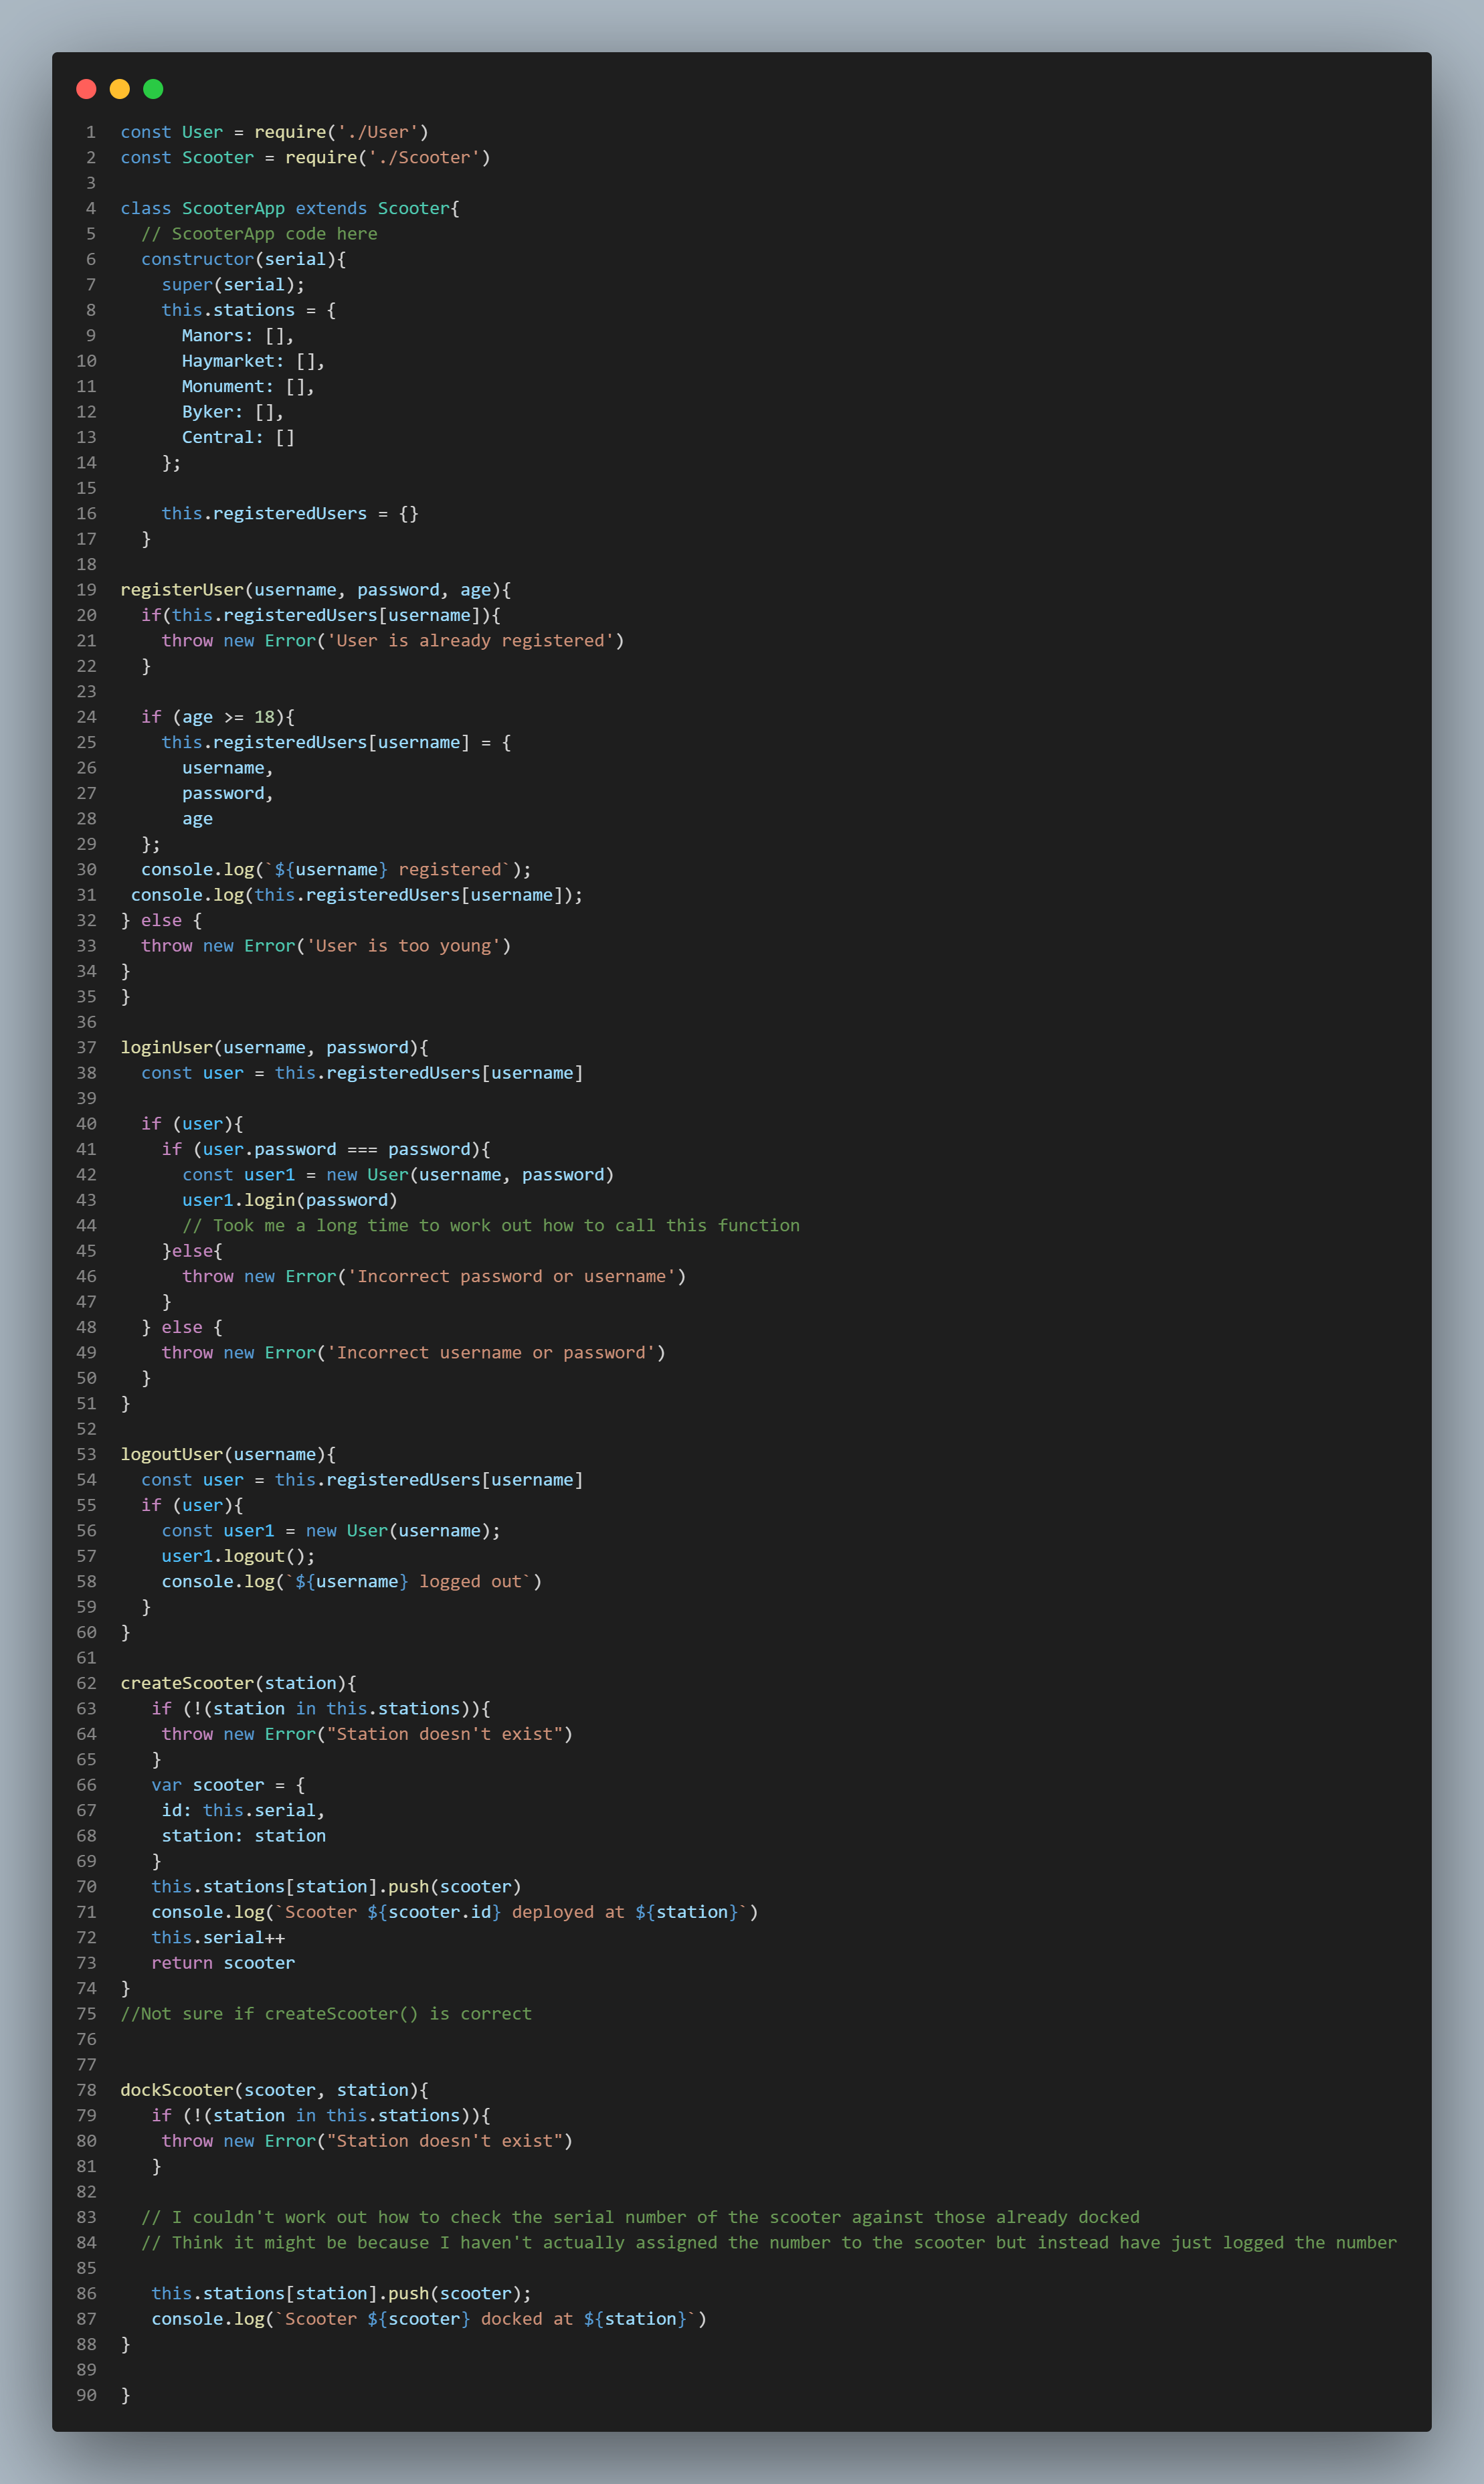 1 const User = require('./User')
2 const Scooter = require('./Scooter')
3
4 class ScooterApp extends Scooter{
5   // ScooterApp code here
6   constructor(serial){
7     super(serial);
8     this.stations = {
9       Manors: [],
10       Haymarket: [],
11       Monument: [],
12       Byker: [],
13       Central: []
14     };
15
16     this.registeredUsers = {}
17   }
18
19 registerUser(username, password, age){
20   if(this.registeredUsers[username]){
21     throw new Error('User is already registered')
22   }
23
24   if (age >= 18){
25     this.registeredUsers[username] = {
26       username,
27       password,
28       age
29   };
30   console.log(`${username} registered`);
31  console.log(this.registeredUsers[username]);
32 } else {
33   throw new Error('User is too young')
34 }
35 }
36
37 loginUser(username, password){
38   const user = this.registeredUsers[username]
39
40   if (user){
41     if (user.password === password){
42       const user1 = new User(username, password)
43       user1.login(password)
44       // Took me a long time to work out how to call this function
45     }else{
46       throw new Error('Incorrect password or username')
47     }
48   } else {
49     throw new Error('Incorrect username or password')
50   }
51 }
52
53 logoutUser(username){
54   const user = this.registeredUsers[username]
55   if (user){
56     const user1 = new User(username);
57     user1.logout();
58     console.log(`${username} logged out`)
59   }
60 }
61
62 createScooter(station){
63    if (!(station in this.stations)){
64     throw new Error("Station doesn't exist")
65    }
66    var scooter = {
67     id: this.serial,
68     station: station
69    }
70    this.stations[station].push(scooter)
71    console.log(`Scooter ${scooter.id} deployed at ${station}`)
72    this.serial++
73    return scooter
74 }
75 //Not sure if createScooter() is correct
76
77
78 dockScooter(scooter, station){
79    if (!(station in this.stations)){
80     throw new Error("Station doesn't exist")
81    }
82
83   // I couldn't work out how to check the serial number of the scooter against those already docked
84   // Think it might be because I haven't actually assigned the number to the scooter but instead have just logged the number
85
86    this.stations[station].push(scooter);
87    console.log(`Scooter ${scooter} docked at ${station}`)
88 }
89
90 }